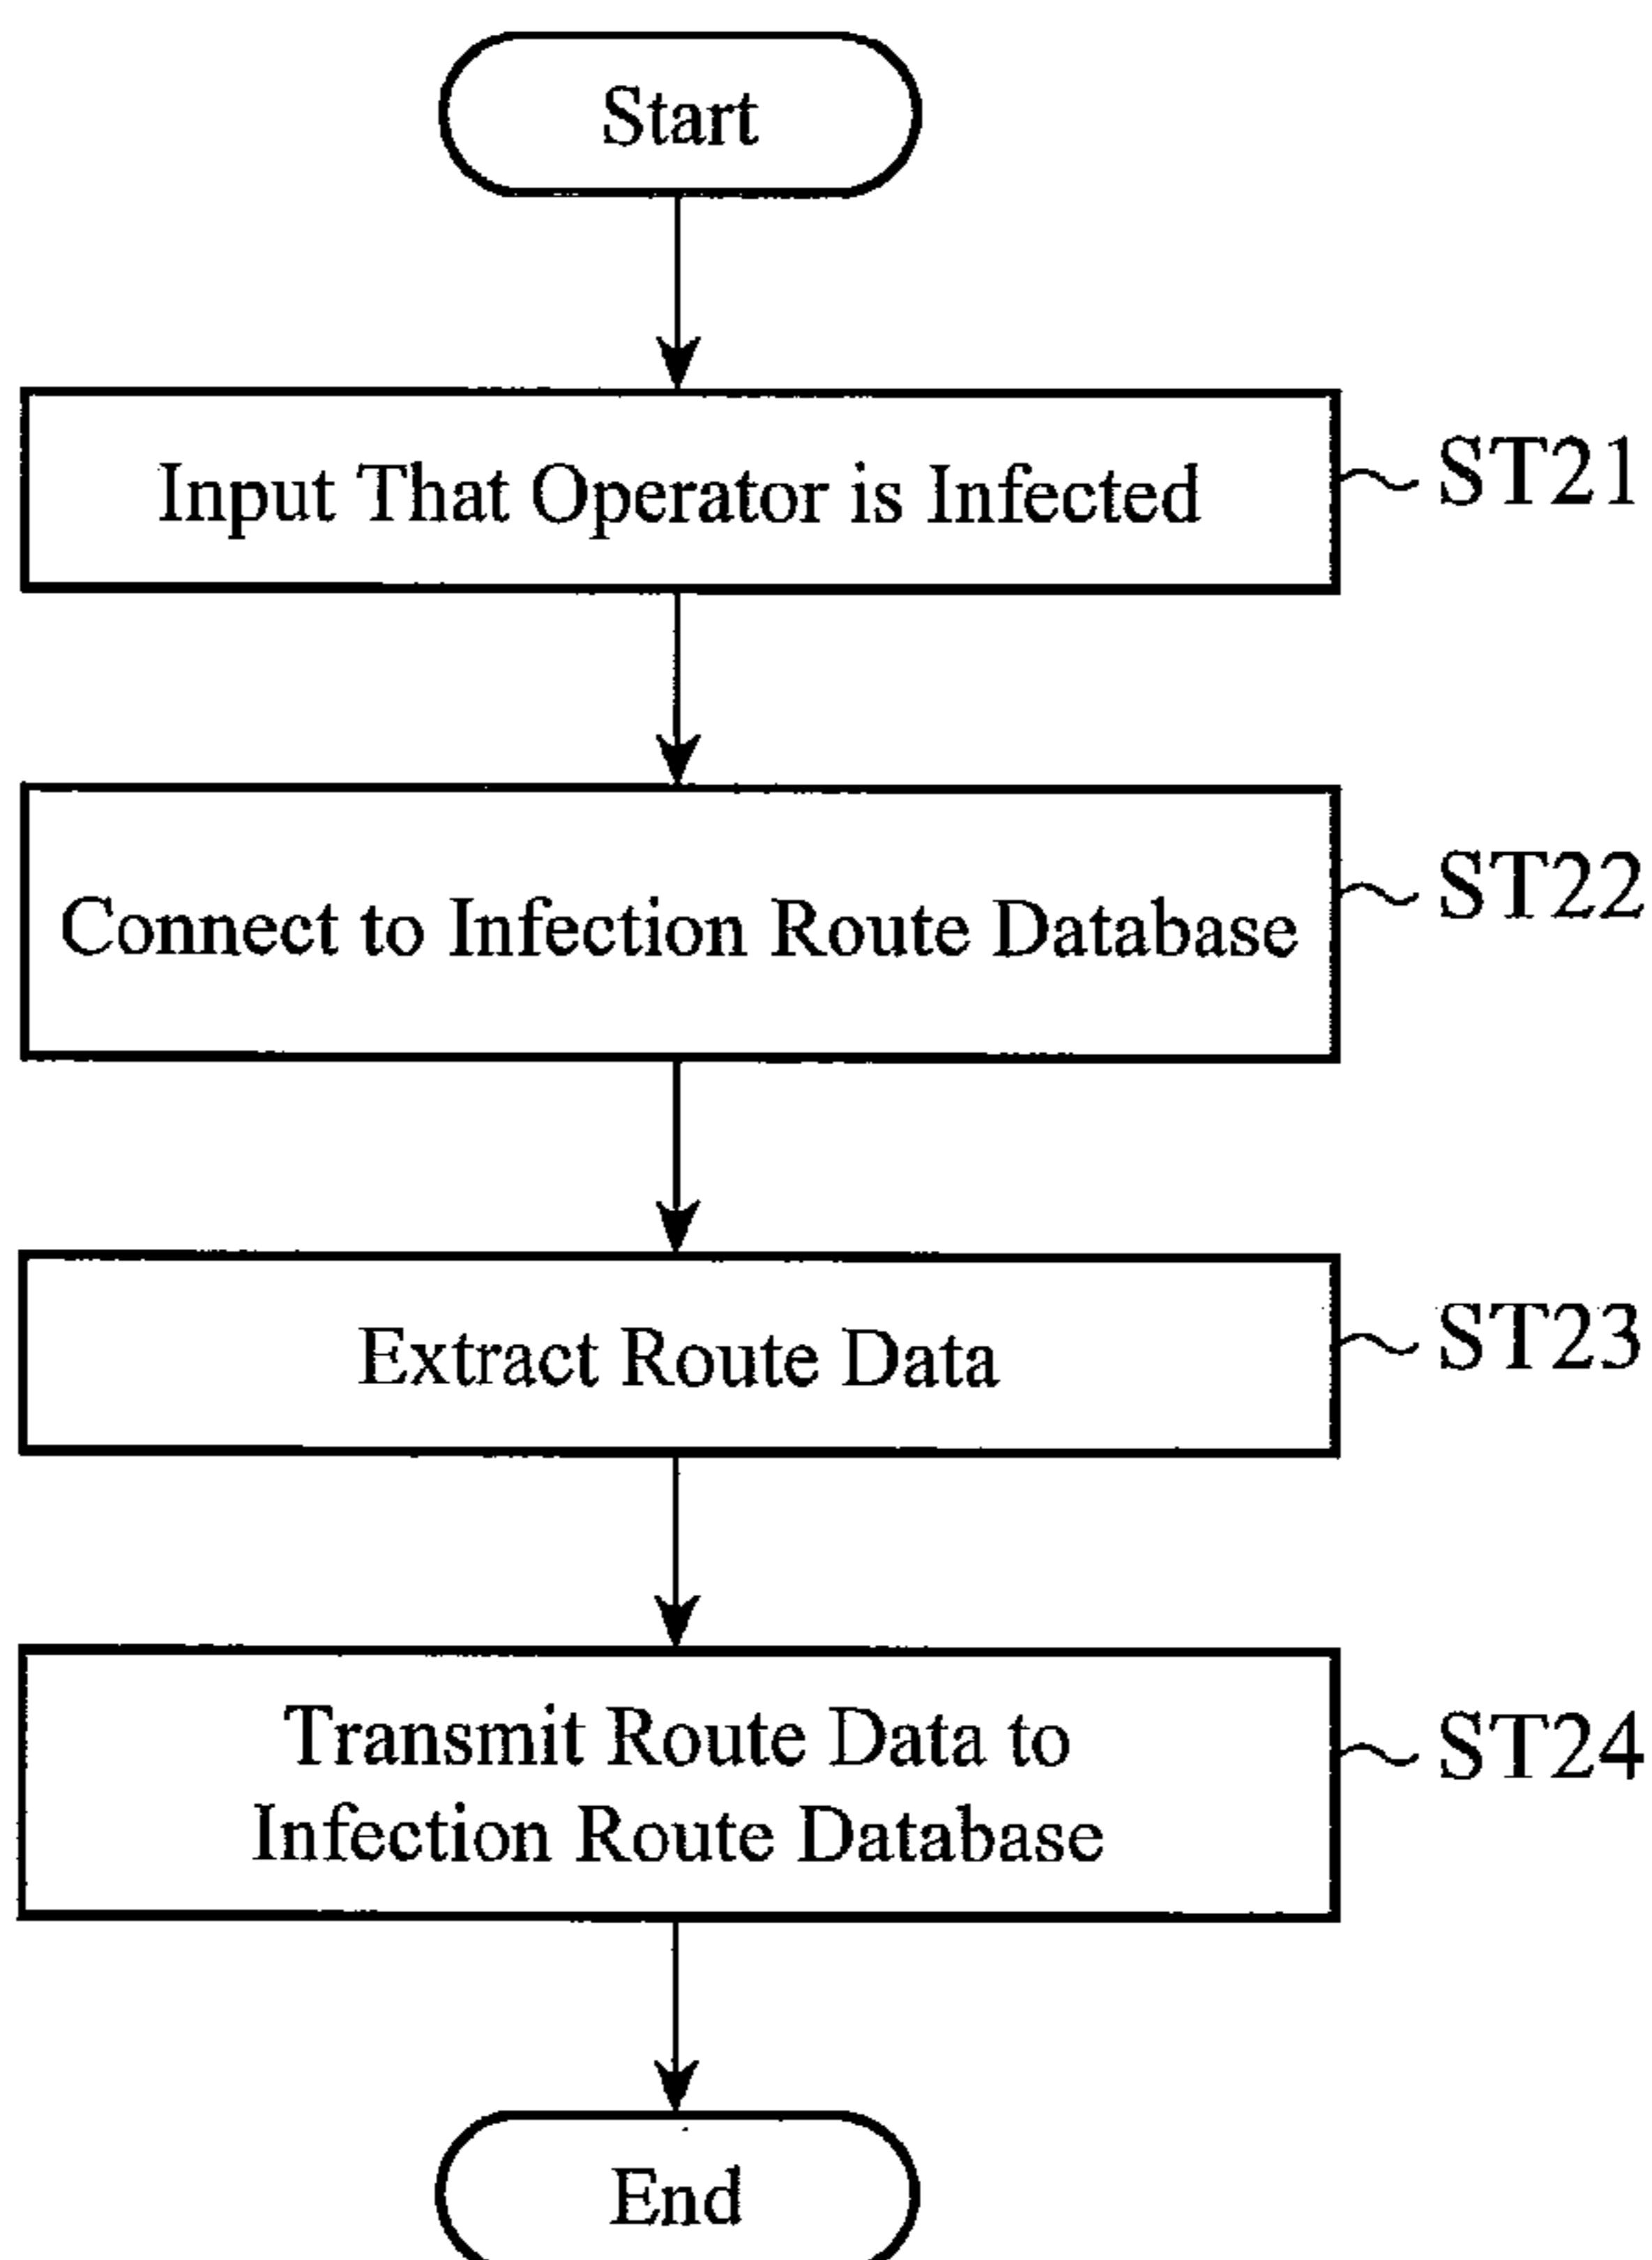 Start
Input That Operator is Infected
ST21
Connect to Infection Route Database
ST22
Extract Route Data
ST23
Transmit Route Data to
Infection Route Database
ST24
End